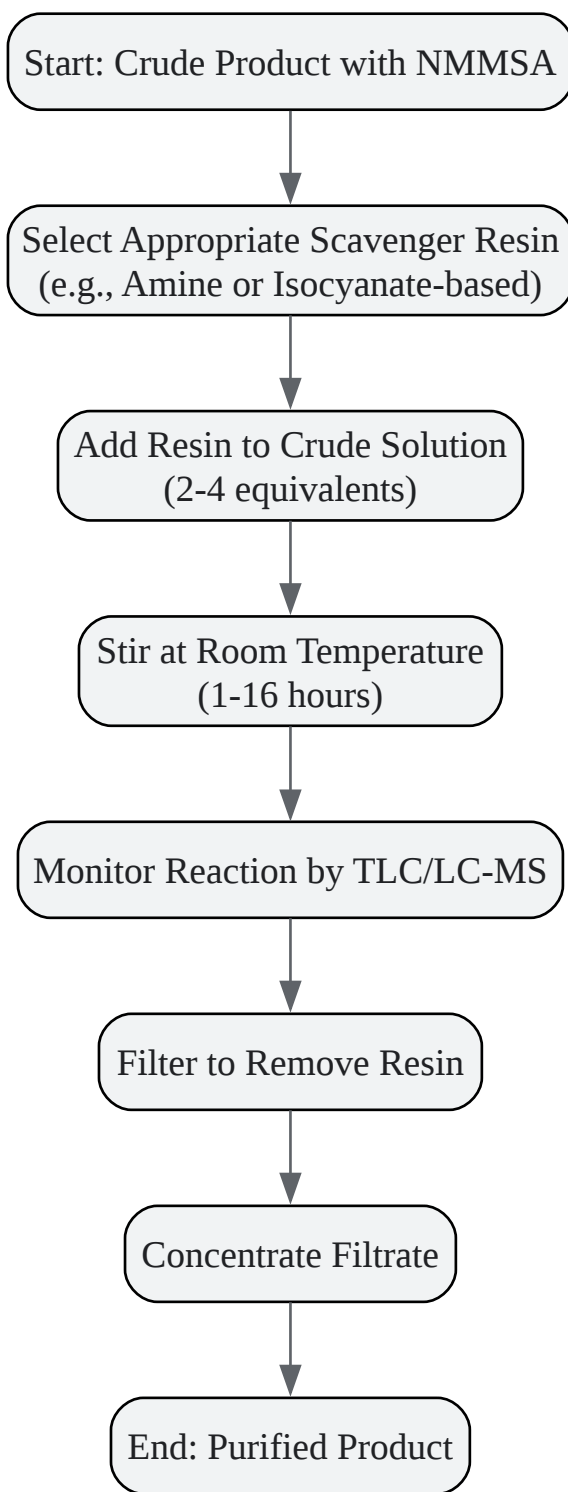 Start: Crude Product with NMMSA
Select Appropriate Scavenger Resin
(e.g., Amine or Isocyanate-based)
Add Resin to Crude Solution
(2-4 equivalents)
Stir at Room Temperature
(1-16 hours)
Monitor Reaction by TLC/LC-MS
Filter to Remove Resin
Concentrate Filtrate
End: Purified Product